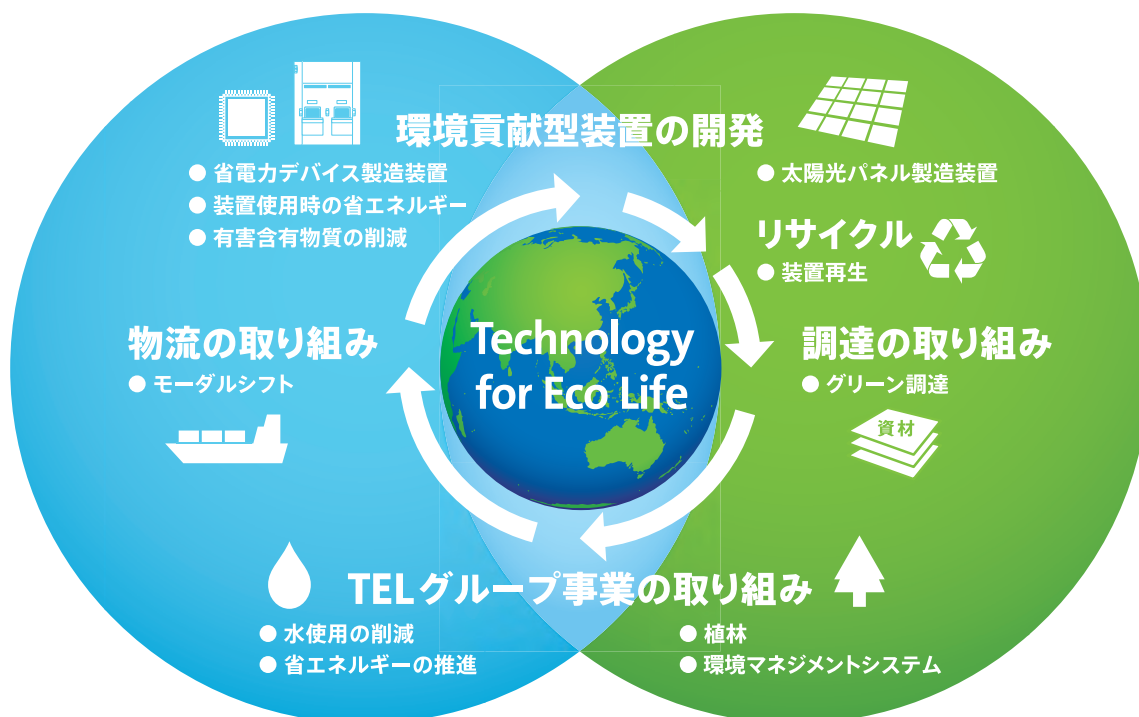 環境貢献型装置の開発
● 省電力デバイス製造装置
● 装置使用時の省エネルギー
● 有害含有物質の削減
● 太陽光パネル製造装置
リサイクル
● 装置再生
物流の取り組み
● モーダルシフト
Technology
for Eco Life
調達の取り組み
● グリーン調達
資材
TELグループ事業の取り組み
● 水使用の削減
● 省エネルギーの推進
● 植林
● 環境マネジメントシステム